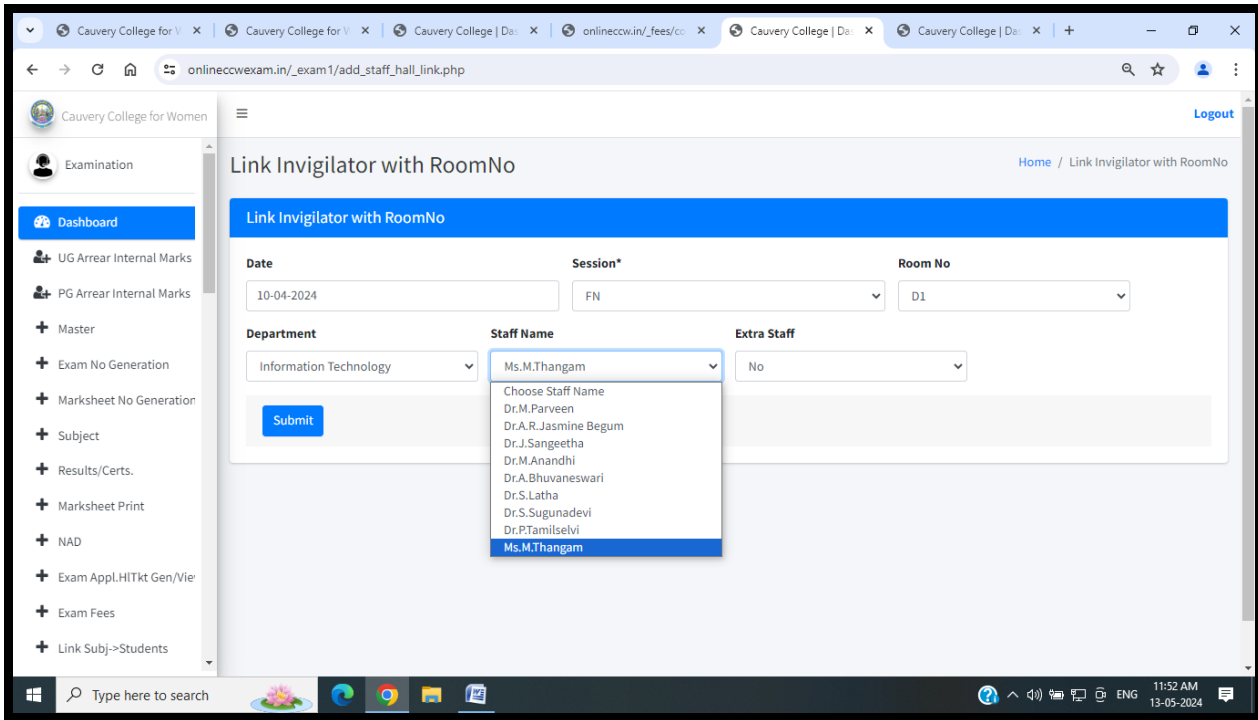 Cauvery College for W
Cauvery College for W
Cauvery College | Das
onlineccw.in/_fees/co
Cauvery College | Das
Cauvery College | Das
onlineccwexam.in/_exam1/add_staff_hall_link.php
Cauvery College for Women
Logout
Examination
Link Invigilator with RoomNo
Home / Link Invigilator with RoomNo
Dashboard
UG Arrear Internal Marks
PG Arrear Internal Marks
Master
Exam No Generation
Marksheet No Generation
Subject
Results/Certs.
Marksheet Print
NAD
Exam Appl.HlTkt Gen/Vie
Exam Fees
Link Subj->Students
Link Invigilator with RoomNo
Date
Session*
Room No
10-04-2024
FN
D1
Department
Staff Name
Extra Staff
Information Technology
Ms.M.Thangam
No
Choose Staff Name
Dr.M.Parveen
Dr.A.R.Jasmine Begum
Dr.J.Sangeetha
Dr.M.Anandhi
Dr.A.Bhuvaneswari
Dr.S.Latha
Dr.S.Sugunadevi
Dr.P.Tamilselvi
Ms.M.Thangam
Submit
Type here to search
ENG
11:52 AM
13-05-2024